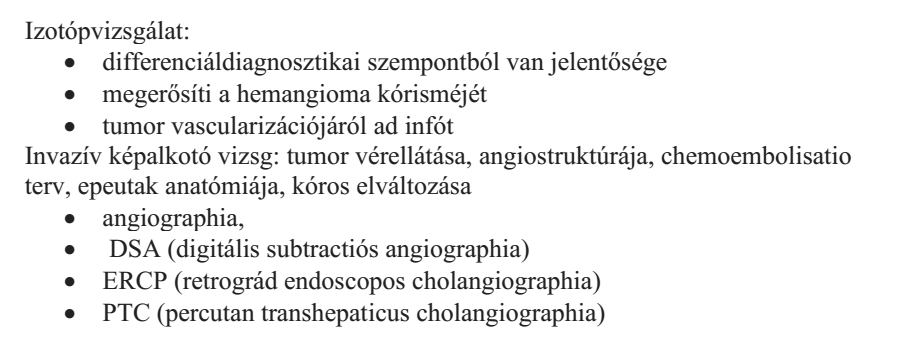 Izotópvizsgálat:
• differenciáldiagnosztikai szempontból van jelentősége
• megerősíti a hemangioma kórisméjét
• tumor vascularizációjáról ad infót
Invazív képalkotó vizsg: tumor vérellátása, angiostruktúrája, chemoembolisatio
terv, epeutak anatómiája, kóros elváltozása
• angiographia,
• DSA (digitális subtractiós angiographia)
• ERCP (retrográd endoscopos cholangiographia)
• PTC (percutan transhepaticus cholangiographia)